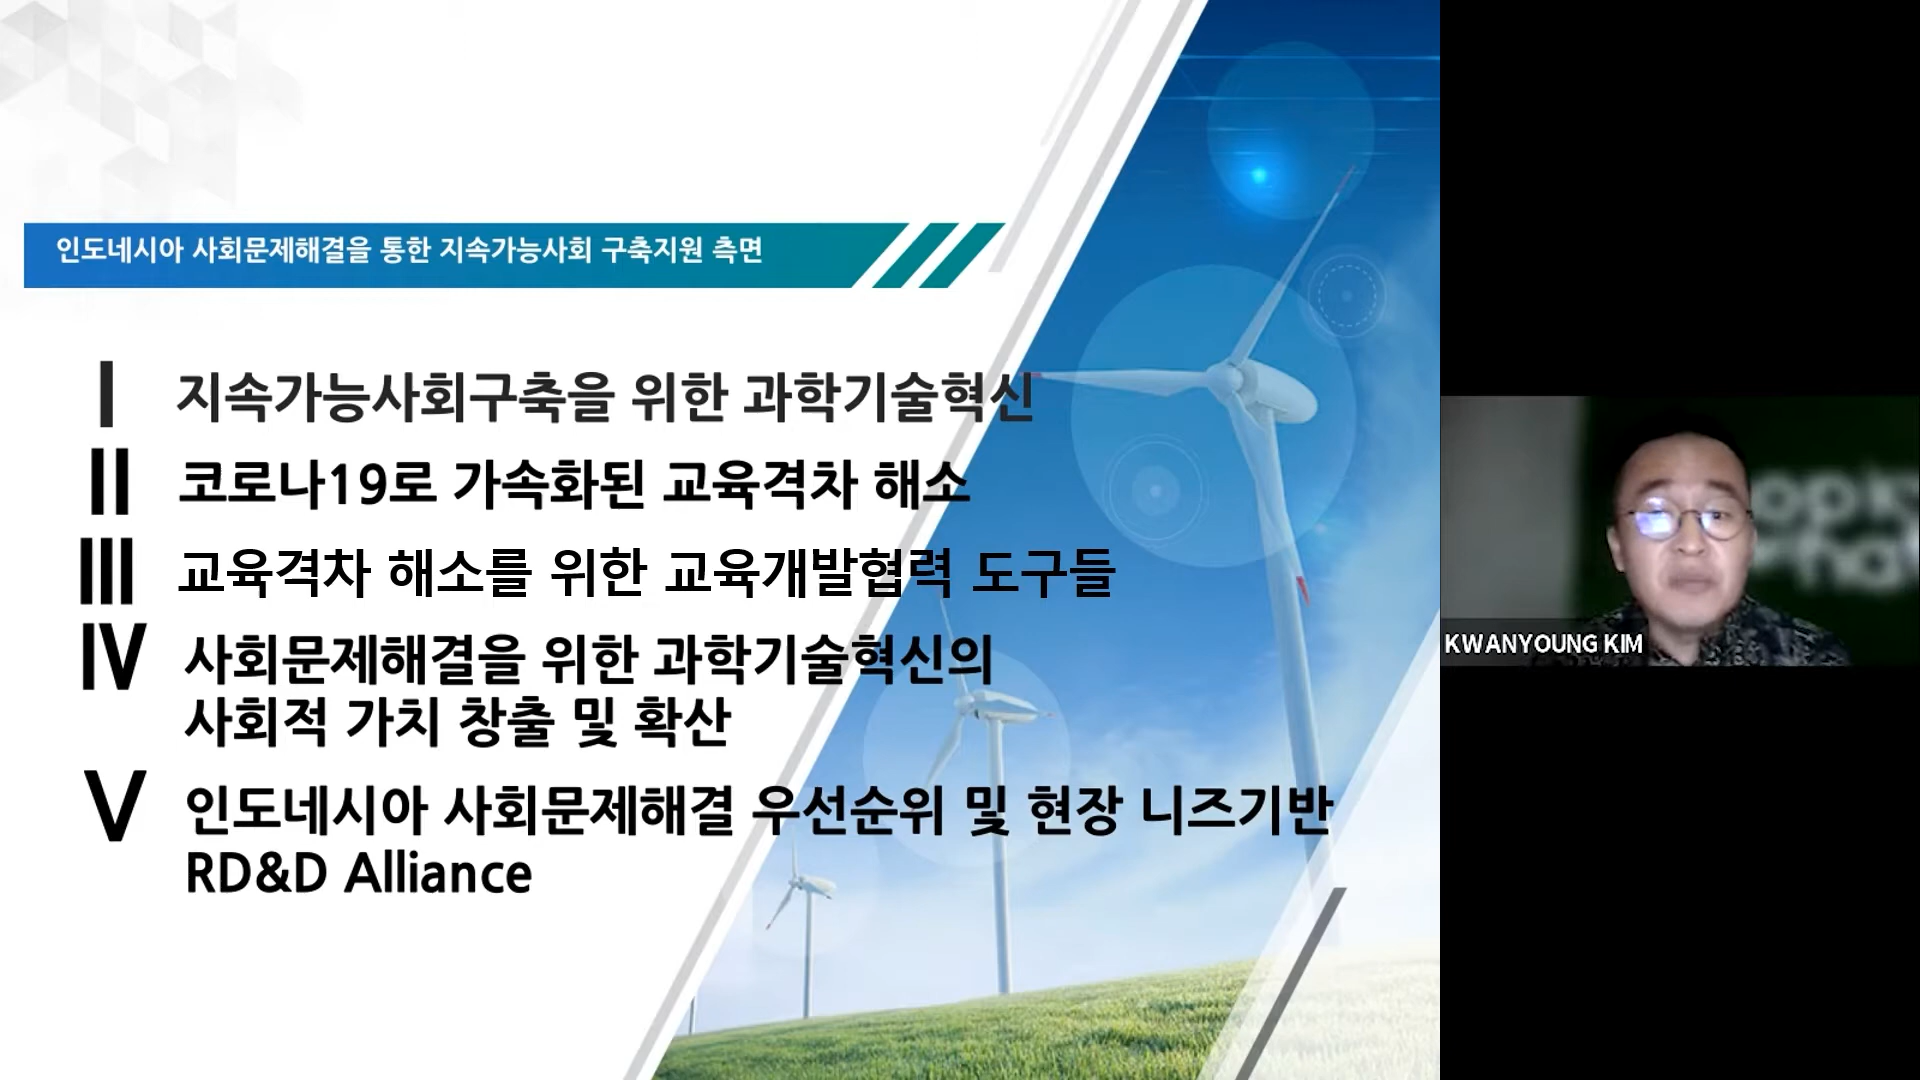 인도네시아 사회문제해결을 통한 지속가능사회 구축지원 측면
I 지속가능사회구축을 위한 과학기술혁신
II 코로나19로 가속화된 교육격차 해소
III 교육격차 해소를 위한 교육개발협력 도구들
IV 사회문제해결을 위한 과학기술혁신의
사회적 가치 창출 및 확산
V 인도네시아 사회문제해결 우선순위 및 현장 니즈기반
RD&D Alliance
KWANYOUNG KIM